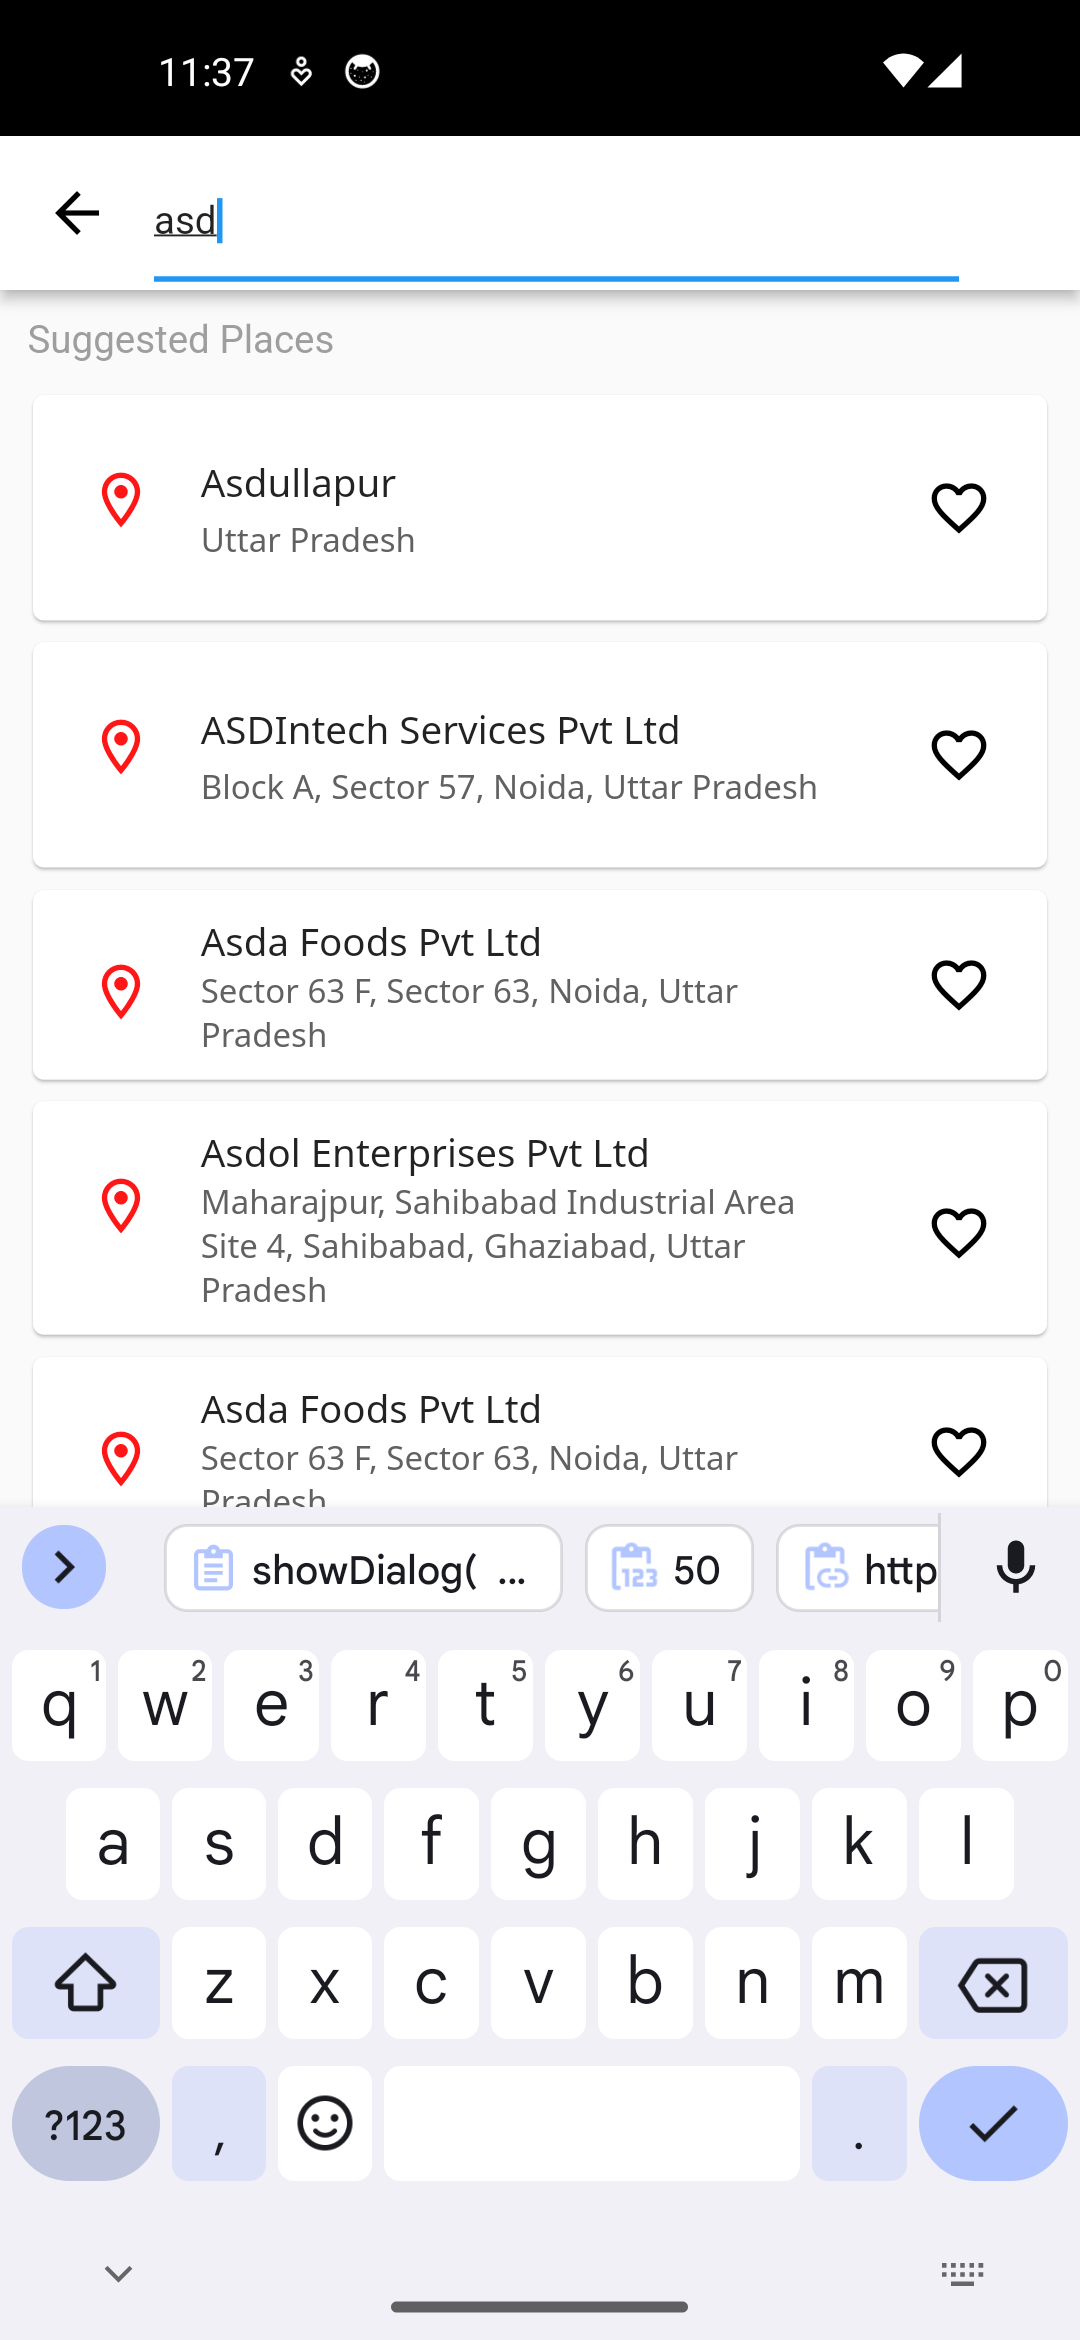 11:37
asd
Suggested Places
Asdullapur
Uttar Pradesh
ASDIntech Services Pvt Ltd
Block A, Sector 57, Noida, Uttar Pradesh
Asda Foods Pvt Ltd
Sector 63 F, Sector 63, Noida, Uttar
Pradesh
Asdol Enterprises Pvt Ltd
Maharajpur, Sahibabad Industrial Area
Site 4, Sahibabad, Ghaziabad, Uttar
Pradesh
Asda Foods Pvt Ltd
Sector 63 F, Sector 63, Noida, Uttar
Pradesh
showDialog( ... 123 50 http
q 1 w 2 e 3 r 4 t 5 y 6 u 7 i 8 o 9 p 0
a s d f g h j k l
z x c v b n m
?123 , .